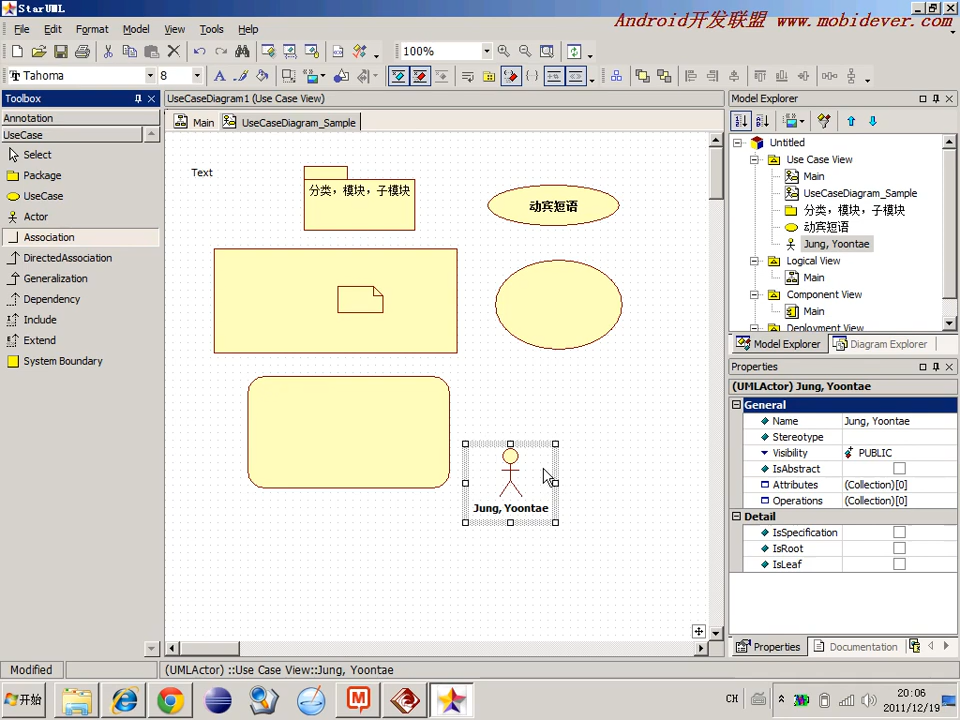 StarUML
Android开发联盟 www.mobidever.com
File Edit Format Model View Tools Help
100%
Tahoma 8
Toolbox
Annotation
UseCase
Select
Package
UseCase
Actor
Association
DirectedAssociation
Generalization
Dependency
Include
Extend
System Boundary
UseCaseDiagram1 (Use Case View)
Main UseCaseDiagram_Sample
Text
分类，模块，子模块
动宾短语
Jung, Yoontae
Model Explorer
Untitled
Use Case View
Main
UseCaseDiagram_Sample
分类，模块，子模块
动宾短语
Jung, Yoontae
Logical View
Main
Component View
Main
Deployment View
Model Explorer Diagram Explorer
Properties
(UMLActor) Jung, Yoontae
General
Name Jung, Yoontae
Stereotype
Visibility PUBLIC
IsAbstract
Attributes (Collection)[0]
Operations (Collection)[0]
Detail
IsSpecification
IsRoot
IsLeaf
Properties Documentation
Modified (UMLActor) ::Use Case View::Jung, Yoontae
开始
CH
20:06
2011/12/19